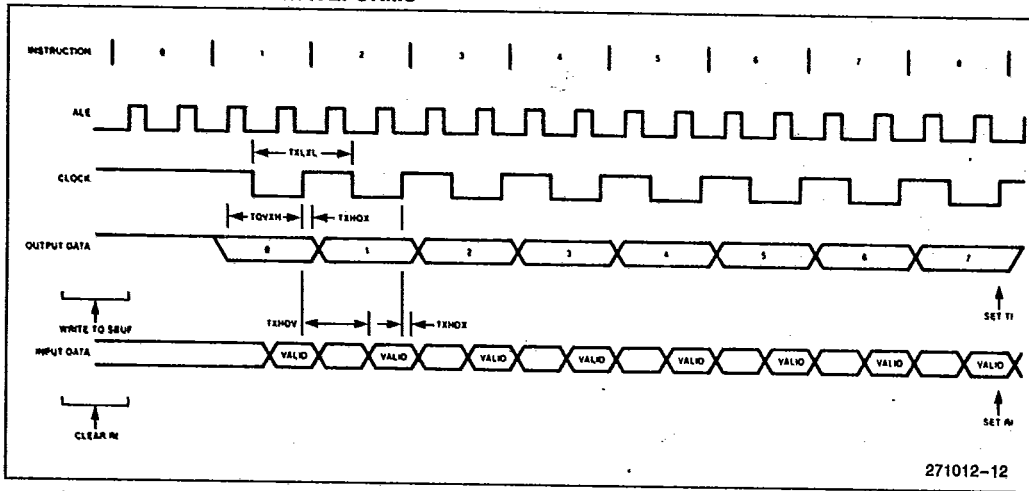 INSTRUCTION 0 1 2 3 4 5 6 7 8
ALE
TXLXL
CLOCK
TQVXH TXHQX
OUTPUT DATA 0 1 2 3 4 5 6 7
WRITE TO SBUF
SET TI
TXHDV TXHDX
INPUT DATA VALID VALID VALID VALID VALID VALID VALID VALID
CLEAR RI
SET RI
271012-12